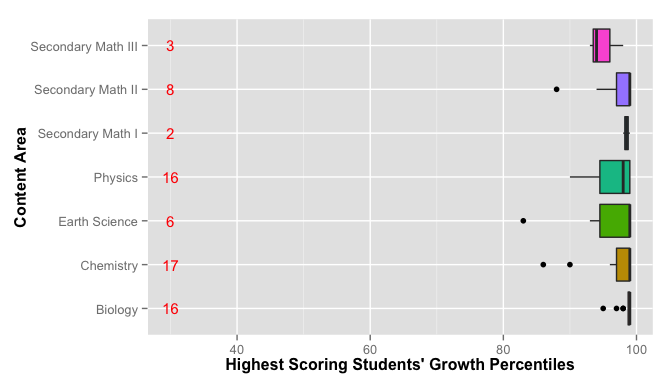 Secondary Math III 3
Secondary Math II 8
Secondary Math I 2
Physics 16
Earth Science 6
Chemistry 17
Biology 16
Content Area
40 60 80 100
Highest Scoring Students' Growth Percentiles